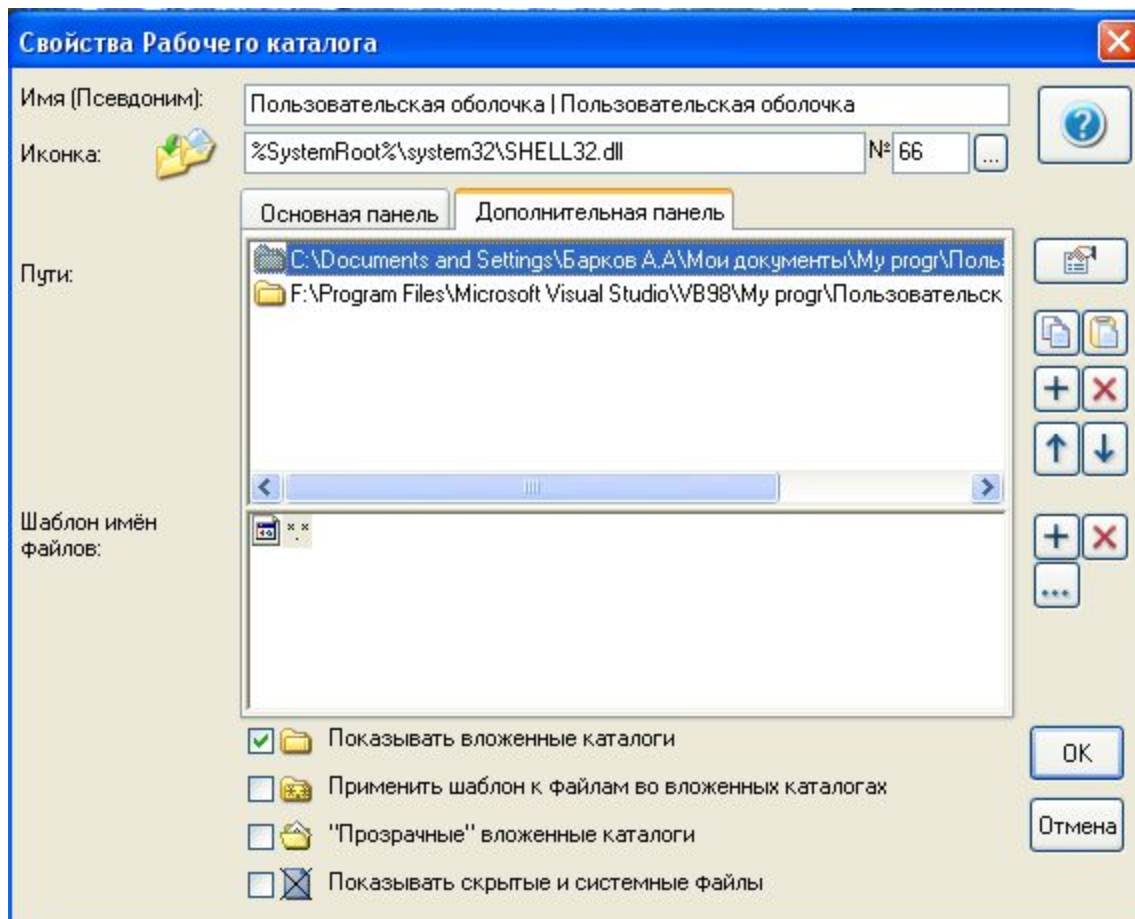 Свойства Рабочего каталога
Имя (Псевдоним):
Пользовательская оболочка | Пользовательская оболочка
Иконка:
%SystemRoot%\system32\SHELL32.dll
№ 66
...
Основная панель
Дополнительная панель
Пути:
C:\Documents and Settings\Барков А.А\Мои документы\My progr\Поль
F:\Program Files\Microsoft Visual Studio\VB98\My progr\Пользовательск
Шаблон имён
файлов:
*.*
...
Показывать вложенные каталоги
Применить шаблон к файлам во вложенных каталогах
"Прозрачные" вложенные каталоги
Показывать скрытые и системные файлы
OK
Отмена